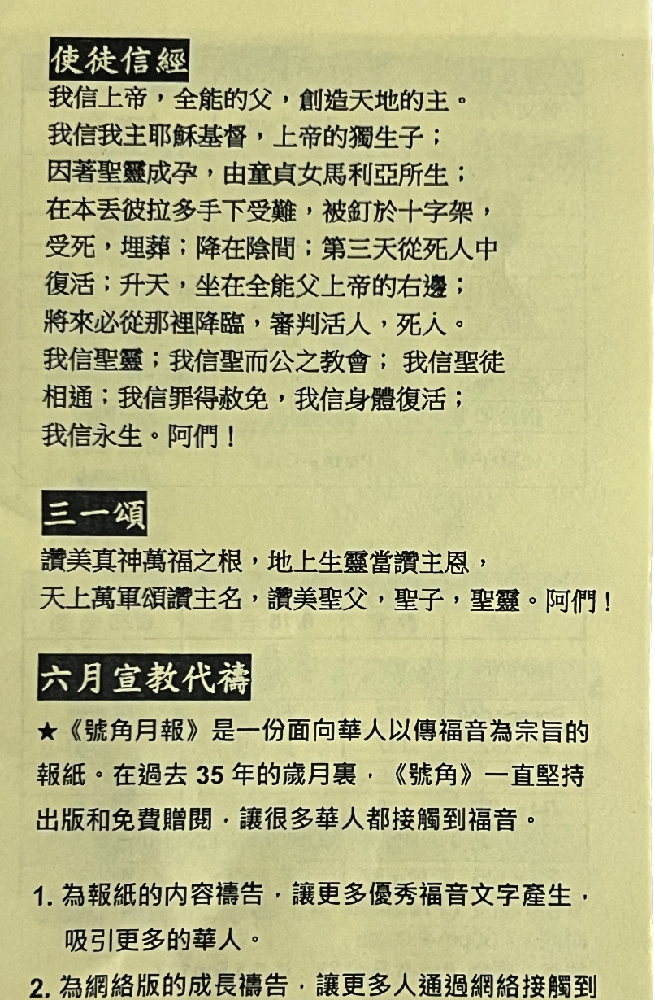 使徒信經
我信上帝，全能的父，創造天地的主。
我信我主耶穌基督，上帝的獨生子；
因著聖靈成孕，由童貞女馬利亞所生；
在本丟彼拉多手下受難，被釘於十字架，
受死，埋葬；降在陰間；第三天從死人中
復活；升天，坐在全能父上帝的右邊；
將來必從那裡降臨，審判活人，死人。
我信聖靈；我信聖而公之教會； 我信聖徒
相通；我信罪得赦免，我信身體復活；
我信永生。阿們！
三一頌
讚美真神萬福之根，地上生靈當讚主恩，
天上萬軍頌讚主名，讚美聖父，聖子，聖靈。阿們！
六月宣教代禱
★《號角月報》是一份面向華人以傳福音為宗旨的
報紙。在過去 35 年的歲月裏，《號角》一直堅持
出版和免費贈閱，讓很多華人都接觸到福音。
1. 為報紙的內容禱告，讓更多優秀福音文字產生，
吸引更多的華人。
2. 為網絡版的成長禱告，讓更多人通過網絡接觸到